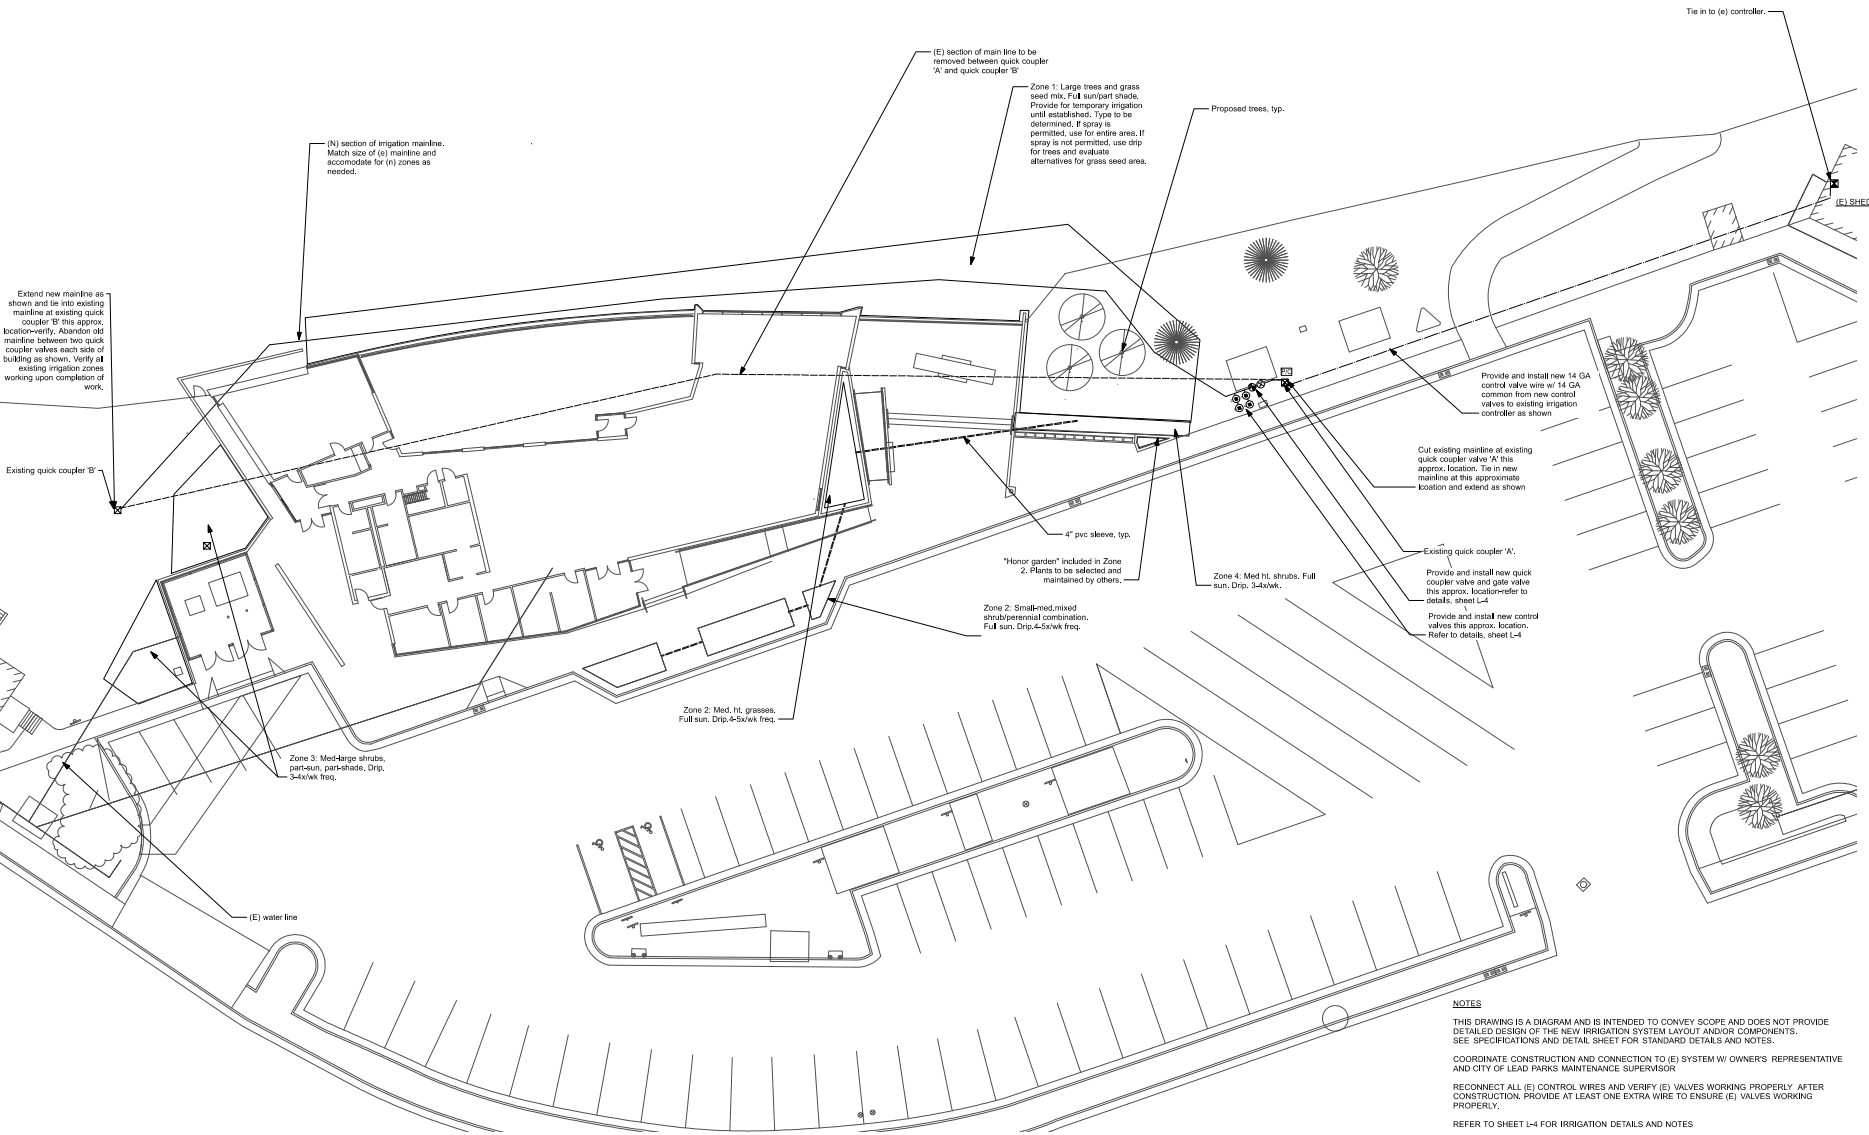 Tie in to (e) controller.
(E) section of main line to be
removed between quick coupler
'A' and quick coupler 'B'
Zone 1: Large trees and grass
seed mix. Full sun/part shade.
Provide for temporary irrigation
until established. Type to be
determined. If spray is
permitted, use for entire area. If
spray is not permitted, use drip
for trees and evaluate
alternatives for grass seed area.
Proposed trees, typ.
(N) section of irrigation mainline.
Match size of (e) mainline and
accomodate for (n) zones as
needed.
(E) SHED
Extend new mainline as
shown and tie into existing
mainline at existing quick
coupler 'B' this approx.
location-verify. Abandon old
mainline between two quick
coupler valves each side of
building as shown. Verify all
existing irrigation zones
working upon completion of
work.
Existing quick coupler 'B'
Provide and install new 14 GA
control valve wire w/ 14 GA
common from new control
valves to existing irrigation
controller as shown
Cut existing mainline at existing
quick coupler valve 'A' this
approx. location. Tie in new
mainline at this approximate
location and extend as shown
4" pvc sleeve, typ.
"Honor garden" included in Zone
2. Plants to be selected and
maintained by others.
Zone 4: Med ht. shrubs. Full
sun. Drip. 3-4x/wk.
Existing quick coupler 'A'.
Provide and install new quick
coupler valve and gate valve
this approx. location-refer to
details, sheet L-4
Provide and install new control
valves this approx. location.
Refer to details, sheet L-4
Zone 2: Small-med.mixed
shrub/perennial combination.
Full sun. Drip.4-5x/wk freq.
Zone 2: Med. ht. grasses.
Full sun. Drip.4-5x/wk freq.
Zone 3: Med-large shrubs,
part-sun, part-shade. Drip.
3-4x/wk freq.
(E) water line
NOTES
THIS DRAWING IS A DIAGRAM AND IS INTENDED TO CONVEY SCOPE AND DOES NOT PROVIDE
DETAILED DESIGN OF THE NEW IRRIGATION SYSTEM LAYOUT AND/OR COMPONENTS.
SEE SPECIFICATIONS AND DETAIL SHEET FOR STANDARD DETAILS AND NOTES.
COORDINATE CONSTRUCTION AND CONNECTION TO (E) SYSTEM W/ OWNER'S REPRESENTATIVE
AND CITY OF LEAD PARKS MAINTENANCE SUPERVISOR
RECONNECT ALL (E) CONTROL WIRES AND VERIFY (E) VALVES WORKING PROPERLY AFTER
CONSTRUCTION. PROVIDE AT LEAST ONE EXTRA WIRE TO ENSURE (E) VALVES WORKING
PROPERLY.
REFER TO SHEET L-4 FOR IRRIGATION DETAILS AND NOTES